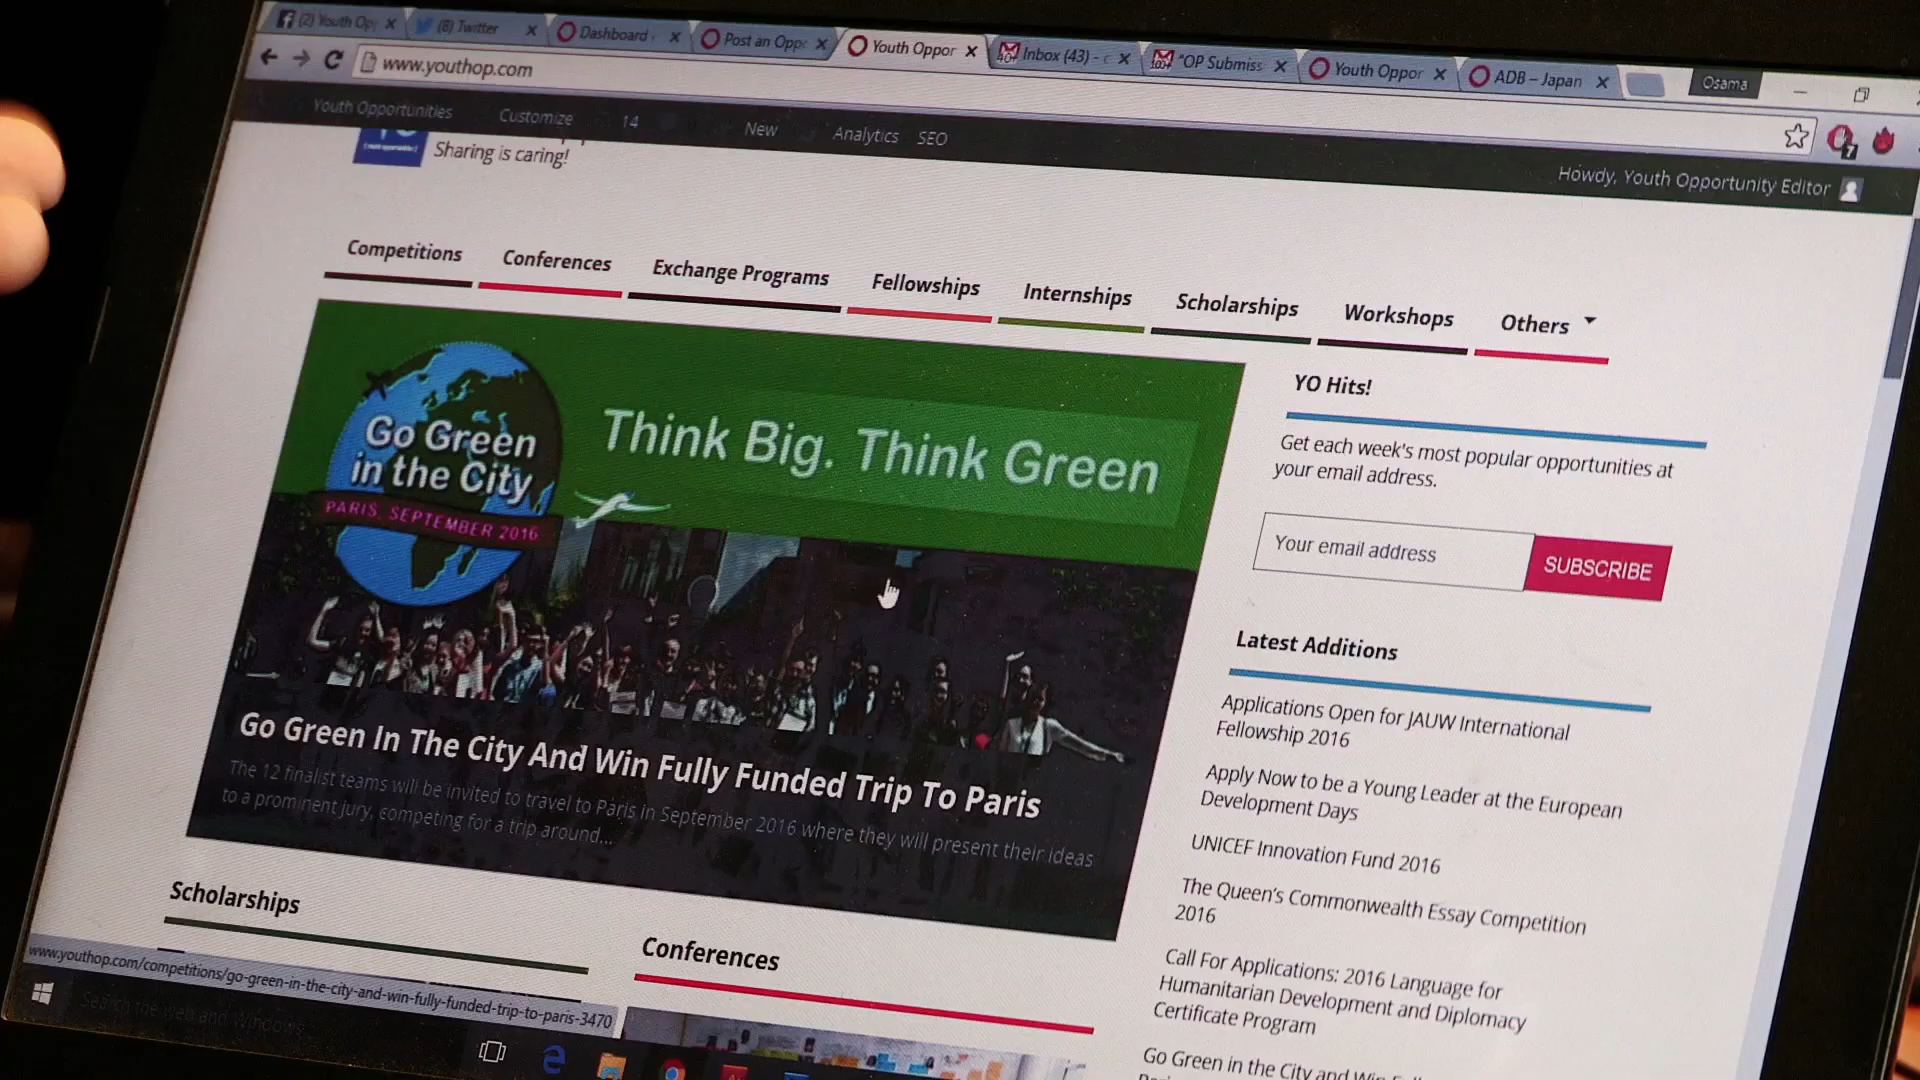 (2) Youth Opp
(8) Twitter
Dashboard
Post an Oppo
Youth Oppor
Inbox (43) -
*OP Submiss
Youth Oppor
ADB – Japan
Osama
www.youthop.com
Youth Opportunities
Customize
14
New
Analytics
SEO
Howdy, Youth Opportunity Editor
Sharing is caring!
Competitions
Conferences
Exchange Programs
Fellowships
Internships
Scholarships
Workshops
Others
Go Green
in the City
PARIS, SEPTEMBER 2016
Think Big. Think Green
Go Green In The City And Win Fully Funded Trip To Paris
The 12 finalist teams will be invited to travel to Paris in September 2016 where they will present their ideas
to a prominent jury, competing for a trip around...
YO Hits!
Get each week's most popular opportunities at
your email address.
Your email address
SUBSCRIBE
Latest Additions
Applications Open for JAUW International
Fellowship 2016
Apply Now to be a Young Leader at the European
Development Days
UNICEF Innovation Fund 2016
The Queen's Commonwealth Essay Competition
2016
Call For Applications: 2016 Language for
Humanitarian Development and Diplomacy
Certificate Program
Go Green in the City and Win
Scholarships
Conferences
www.youthop.com/competitions/go-green-in-the-city-and-win-fully-funded-trip-to-paris-3470
Search the web and Windows